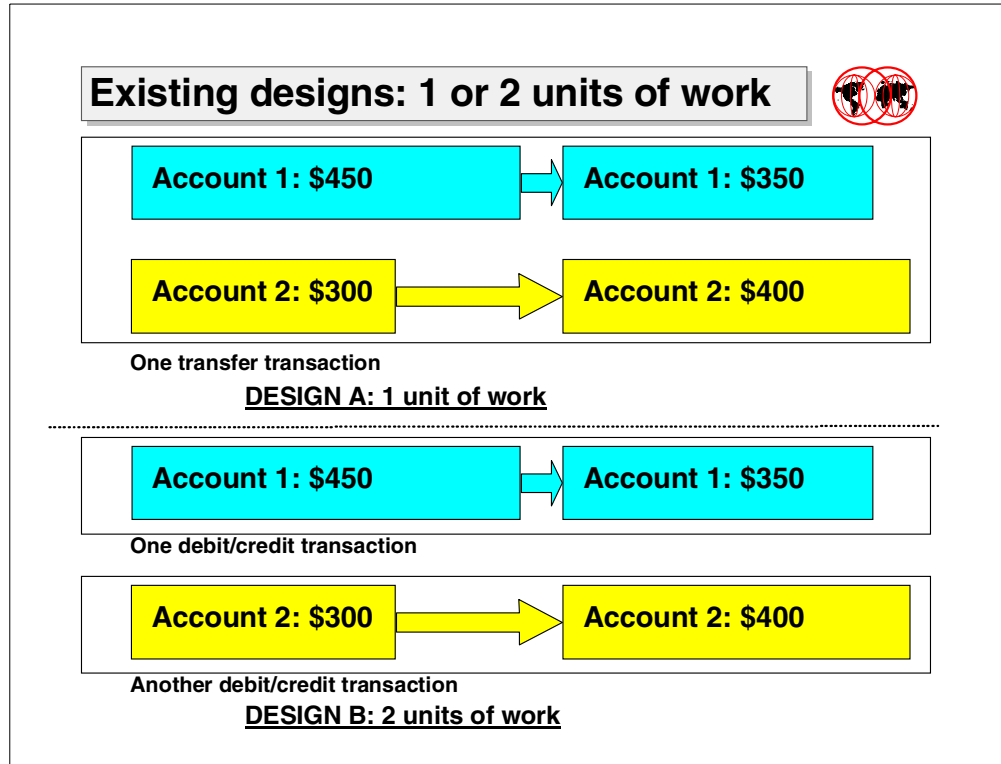 Existing designs: 1 or 2 units of work
Account 1: $450
Account 1: $350
Account 2: $300
Account 2: $400
One transfer transaction
DESIGN A: 1 unit of work
Account 1: $450
Account 1: $350
One debit/credit transaction
Account 2: $300
Account 2: $400
Another debit/credit transaction
DESIGN B: 2 units of work